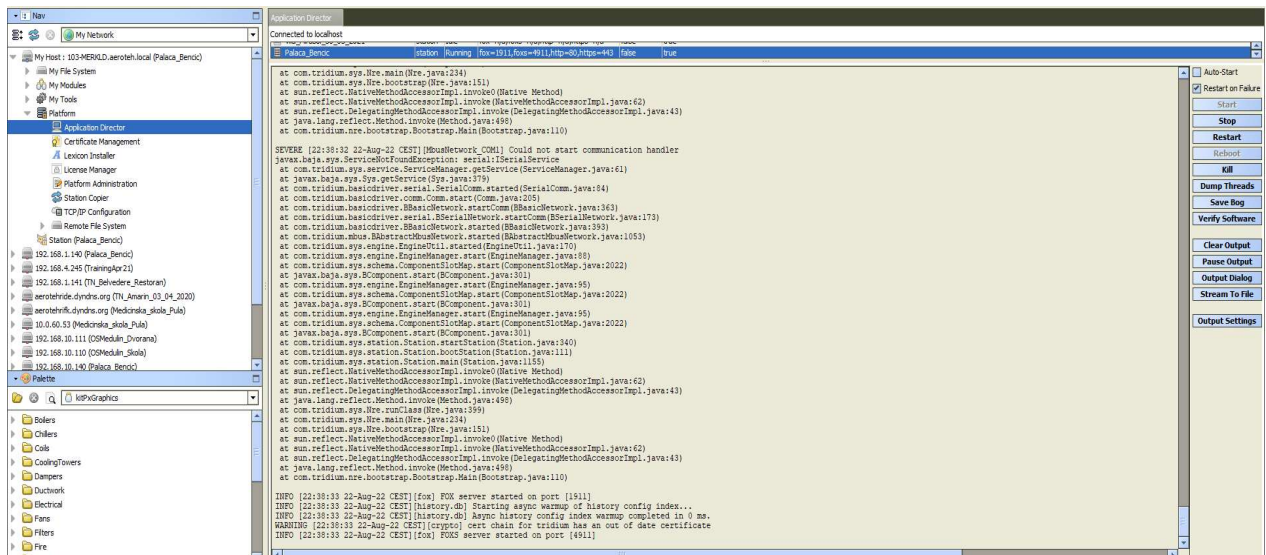 Nav
My Network
My Host : 103-MERKLD.aeroteh.local (Palaca_Bencic)
My File System
My Modules
My Tools
Platform
Application Director
Certificate Management
Lexicon Installer
License Manager
Platform Administration
Station Copier
TCP/IP Configuration
Remote File System
Station (Palaca_Bencic)
192.168.1.140 (Palaca_Bencic)
192.168.4.245 (TrainingApr21)
192.168.1.141 (TN_Belvedere_Restoran)
aerotehride.dyndns.org (TN_Amarin_03_04_2020)
aerotehrifk.dyndns.org (Medicinska_skola_Pula)
10.0.60.53 (Medicinska_skola_Pula)
192.168.10.111 (OSMedulin_Dvorana)
192.168.10.110 (OSMedulin_Skola)
192.168.10.140 (Palaca_Bencic)
Palette
kitPxGraphics
Boilers
Chillers
Coils
CoolingTowers
Dampers
Ductwork
Electrical
Fans
Filters
Fire
Application Director
Connected to localhost
Palaca_Bencic station Running fox=1911,foxs=4911,http=80,https=443 false true
at com.tridium.sys.Nre.main(Nre.java:234)
at com.tridium.sys.Nre.bootstrap(Nre.java:151)
at sun.reflect.NativeMethodAccessorImpl.invoke0(Native Method)
at sun.reflect.NativeMethodAccessorImpl.invoke(NativeMethodAccessorImpl.java:62)
at sun.reflect.DelegatingMethodAccessorImpl.invoke(DelegatingMethodAccessorImpl.java:43)
at java.lang.reflect.Method.invoke(Method.java:498)
at com.tridium.nre.bootstrap.Bootstrap.Main(Bootstrap.java:110)
SEVERE [22:38:32 22-Aug-22 CEST][MbusNetwork_COM1] Could not start communication handler
javax.baja.sys.ServiceNotFoundException: serial:ISerialService
at com.tridium.sys.service.ServiceManager.getService(ServiceManager.java:61)
at javax.baja.sys.Sys.getService(Sys.java:379)
at com.tridium.basicdriver.serial.SerialComm.started(SerialComm.java:84)
at com.tridium.basicdriver.comm.Comm.start(Comm.java:205)
at com.tridium.basicdriver.BBasicNetwork.startComm(BBasicNetwork.java:363)
at com.tridium.basicdriver.serial.BSerialNetwork.startComm(BSerialNetwork.java:173)
at com.tridium.basicdriver.BBasicNetwork.started(BBasicNetwork.java:393)
at com.tridium.mbus.BAbstractMbusNetwork.started(BAbstractMbusNetwork.java:1053)
at com.tridium.sys.engine.EngineUtil.started(EngineUtil.java:170)
at com.tridium.sys.engine.EngineManager.start(EngineManager.java:88)
at com.tridium.sys.schema.ComponentSlotMap.start(ComponentSlotMap.java:2022)
at javax.baja.sys.BComponent.start(BComponent.java:301)
at com.tridium.sys.engine.EngineManager.start(EngineManager.java:95)
at com.tridium.sys.schema.ComponentSlotMap.start(ComponentSlotMap.java:2022)
at javax.baja.sys.BComponent.start(BComponent.java:301)
at com.tridium.sys.engine.EngineManager.start(EngineManager.java:95)
at com.tridium.sys.schema.ComponentSlotMap.start(ComponentSlotMap.java:2022)
at javax.baja.sys.BComponent.start(BComponent.java:301)
at com.tridium.sys.station.Station.startStation(Station.java:340)
at com.tridium.sys.station.Station.bootStation(Station.java:111)
at com.tridium.sys.station.Station.main(Station.java:1155)
at sun.reflect.NativeMethodAccessorImpl.invoke0(Native Method)
at sun.reflect.NativeMethodAccessorImpl.invoke(NativeMethodAccessorImpl.java:62)
at sun.reflect.DelegatingMethodAccessorImpl.invoke(DelegatingMethodAccessorImpl.java:43)
at java.lang.reflect.Method.invoke(Method.java:498)
at com.tridium.sys.Nre.runClass(Nre.java:399)
at com.tridium.sys.Nre.main(Nre.java:234)
at com.tridium.sys.Nre.bootstrap(Nre.java:151)
at sun.reflect.NativeMethodAccessorImpl.invoke0(Native Method)
at sun.reflect.NativeMethodAccessorImpl.invoke(NativeMethodAccessorImpl.java:62)
at sun.reflect.DelegatingMethodAccessorImpl.invoke(DelegatingMethodAccessorImpl.java:43)
at java.lang.reflect.Method.invoke(Method.java:498)
at com.tridium.nre.bootstrap.Bootstrap.Main(Bootstrap.java:110)
INFO [22:38:33 22-Aug-22 CEST][fox] FOX server started on port [1911]
INFO [22:38:33 22-Aug-22 CEST][history.db] Starting async warmup of history config index...
INFO [22:38:33 22-Aug-22 CEST][history.db] Async history config index warmup completed in 0 ms.
WARNING [22:38:33 22-Aug-22 CEST][crypto] cert chain for tridium has an out of date certificate
INFO [22:38:33 22-Aug-22 CEST][fox] FOXS server started on port [4911]
Auto-Start
Restart on Failure
Start
Stop
Restart
Reboot
Kill
Dump Threads
Save Bog
Verify Software
Clear Output
Pause Output
Output Dialog
Stream To File
Output Settings